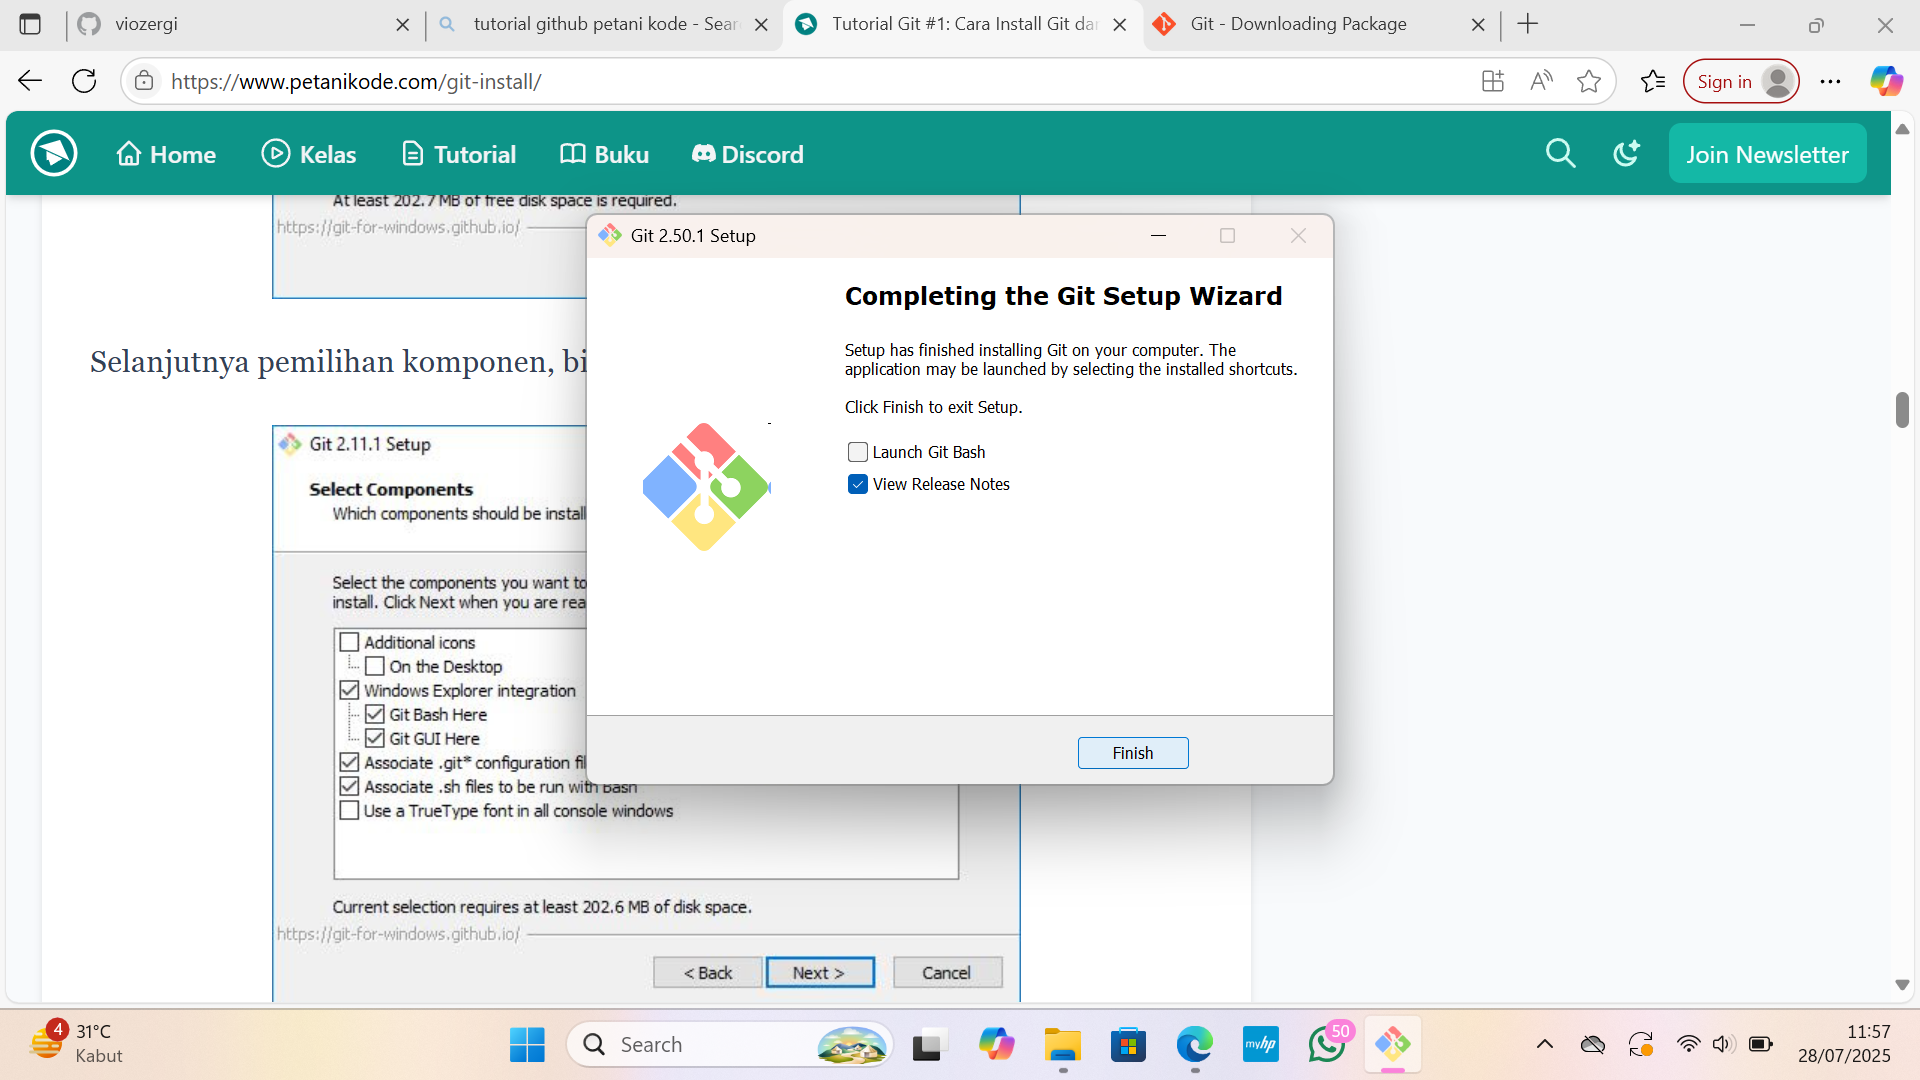 viozergi
tutorial github petani kode - Sear
Tutorial Git #1: Cara Install Git da
Git - Downloading Package
https://www.petanikode.com/git-install/
Sign in
Home
Kelas
Tutorial
Buku
Discord
Join Newsletter
At least 202.7 MB of free disk space is required.
https://git-for-windows.github.io/
Git 2.50.1 Setup
Completing the Git Setup Wizard
Setup has finished installing Git on your computer. The
application may be launched by selecting the installed shortcuts.
Click Finish to exit Setup.
Launch Git Bash
View Release Notes
Finish
Selanjutnya pemilihan komponen, bi
Git 2.11.1 Setup
Select Components
Which components should be install
Select the components you want to
install. Click Next when you are rea
Additional icons
On the Desktop
Windows Explorer integration
Git Bash Here
Git GUI Here
Associate .git* configuration fil
Associate .sh files to be run with Bash
Use a TrueType font in all console windows
Current selection requires at least 202.6 MB of disk space.
https://git-for-windows.github.io/
< Back
Next >
Cancel
4
31°C
Kabut
Search
myhp
50
11:57
28/07/2025